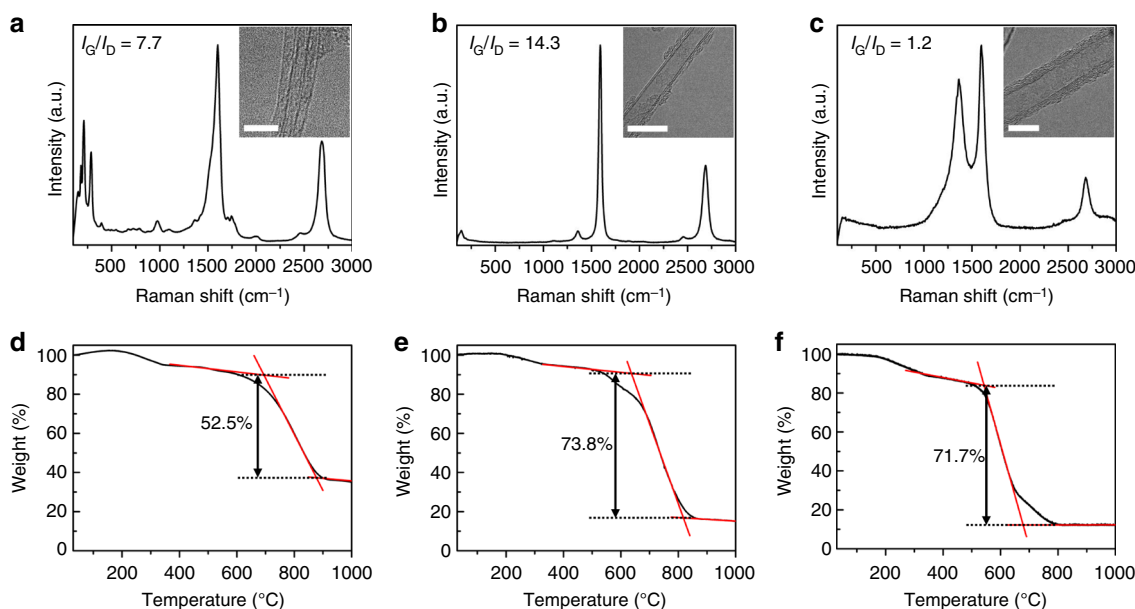 a
I_G/I_D = 7.7
Intensity (a.u.)
500 1000 1500 2000 2500 3000
Raman shift (cm⁻¹)
b
I_G/I_D = 14.3
Intensity (a.u.)
500 1000 1500 2000 2500 3000
Raman shift (cm⁻¹)
c
I_G/I_D = 1.2
Intensity (a.u.)
500 1000 1500 2000 2500 3000
Raman shift (cm⁻¹)
d
100
80
60
40
20
0
Weight (%)
52.5%
200 400 600 800 1000
Temperature (°C)
e
100
80
60
40
20
0
Weight (%)
73.8%
200 400 600 800 1000
Temperature (°C)
f
100
80
60
40
20
0
Weight (%)
71.7%
200 400 600 800 1000
Temperature (°C)